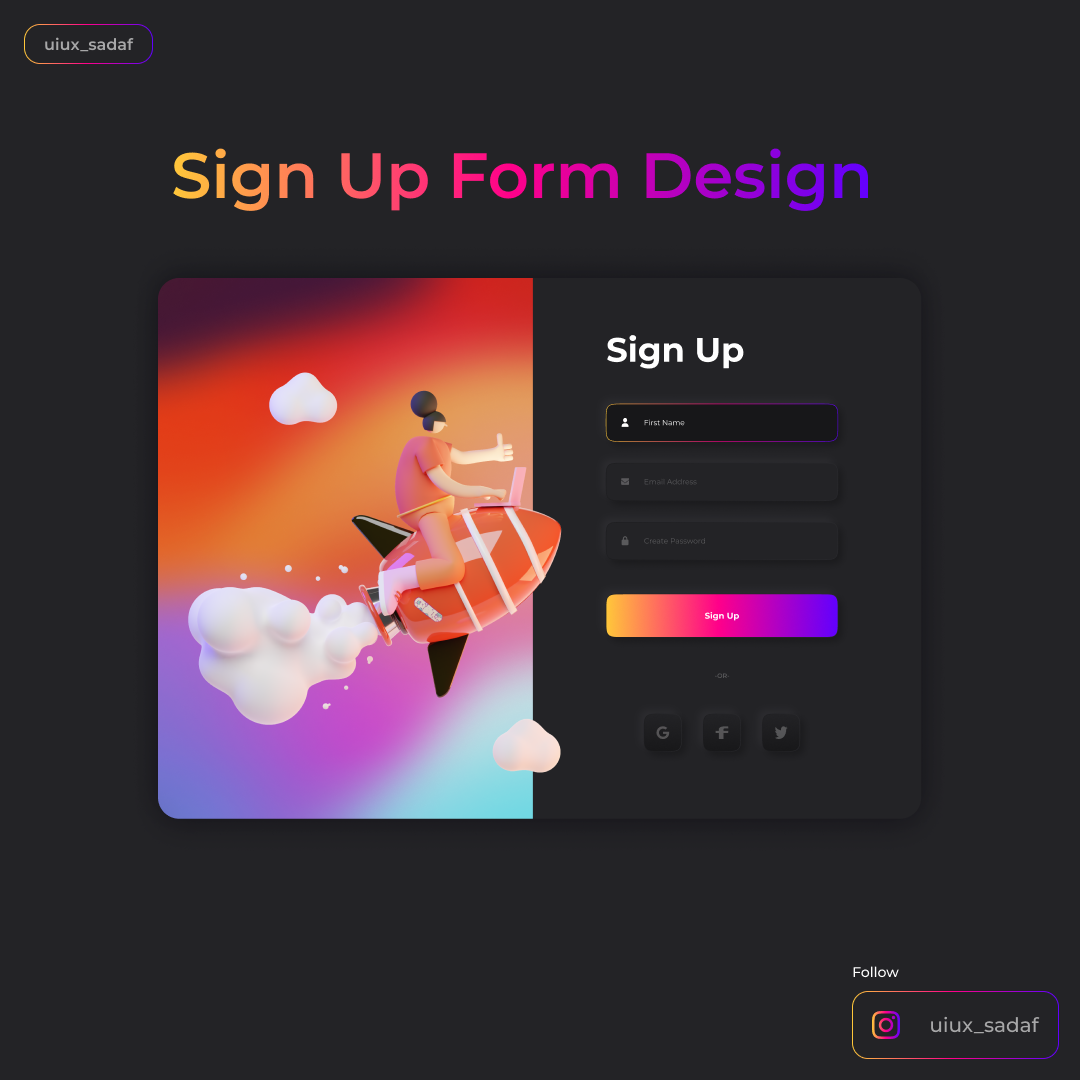 uiux_sadaf
Sign Up Form Design
Sign Up
First Name
Email Address
Create Password
Sign Up
-OR-
Follow
uiux_sadaf